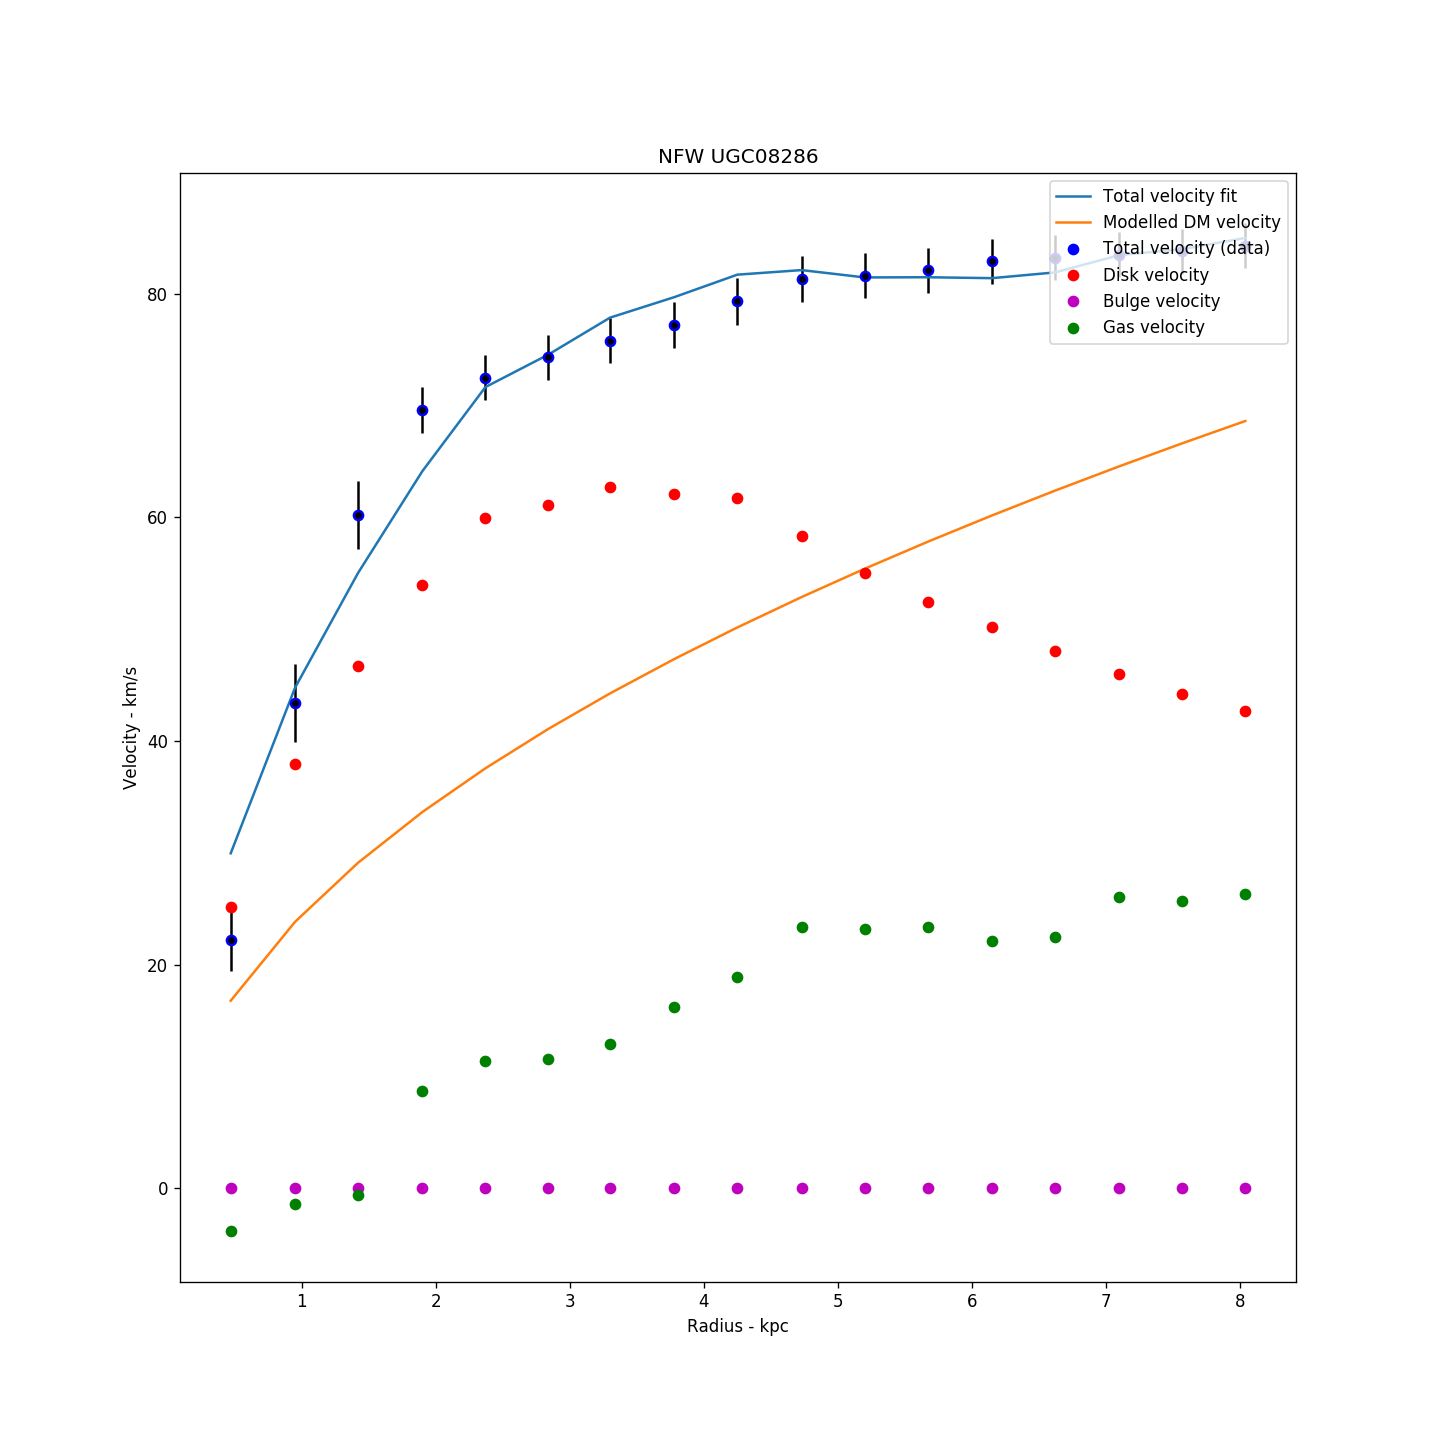 NFW UGC08286
Total velocity fit
Modelled DM velocity
Total velocity (data)
Disk velocity
Bulge velocity
Gas velocity
80
60
40
20
0
Velocity - km/s
1 2 3 4 5 6 7 8
Radius - kpc